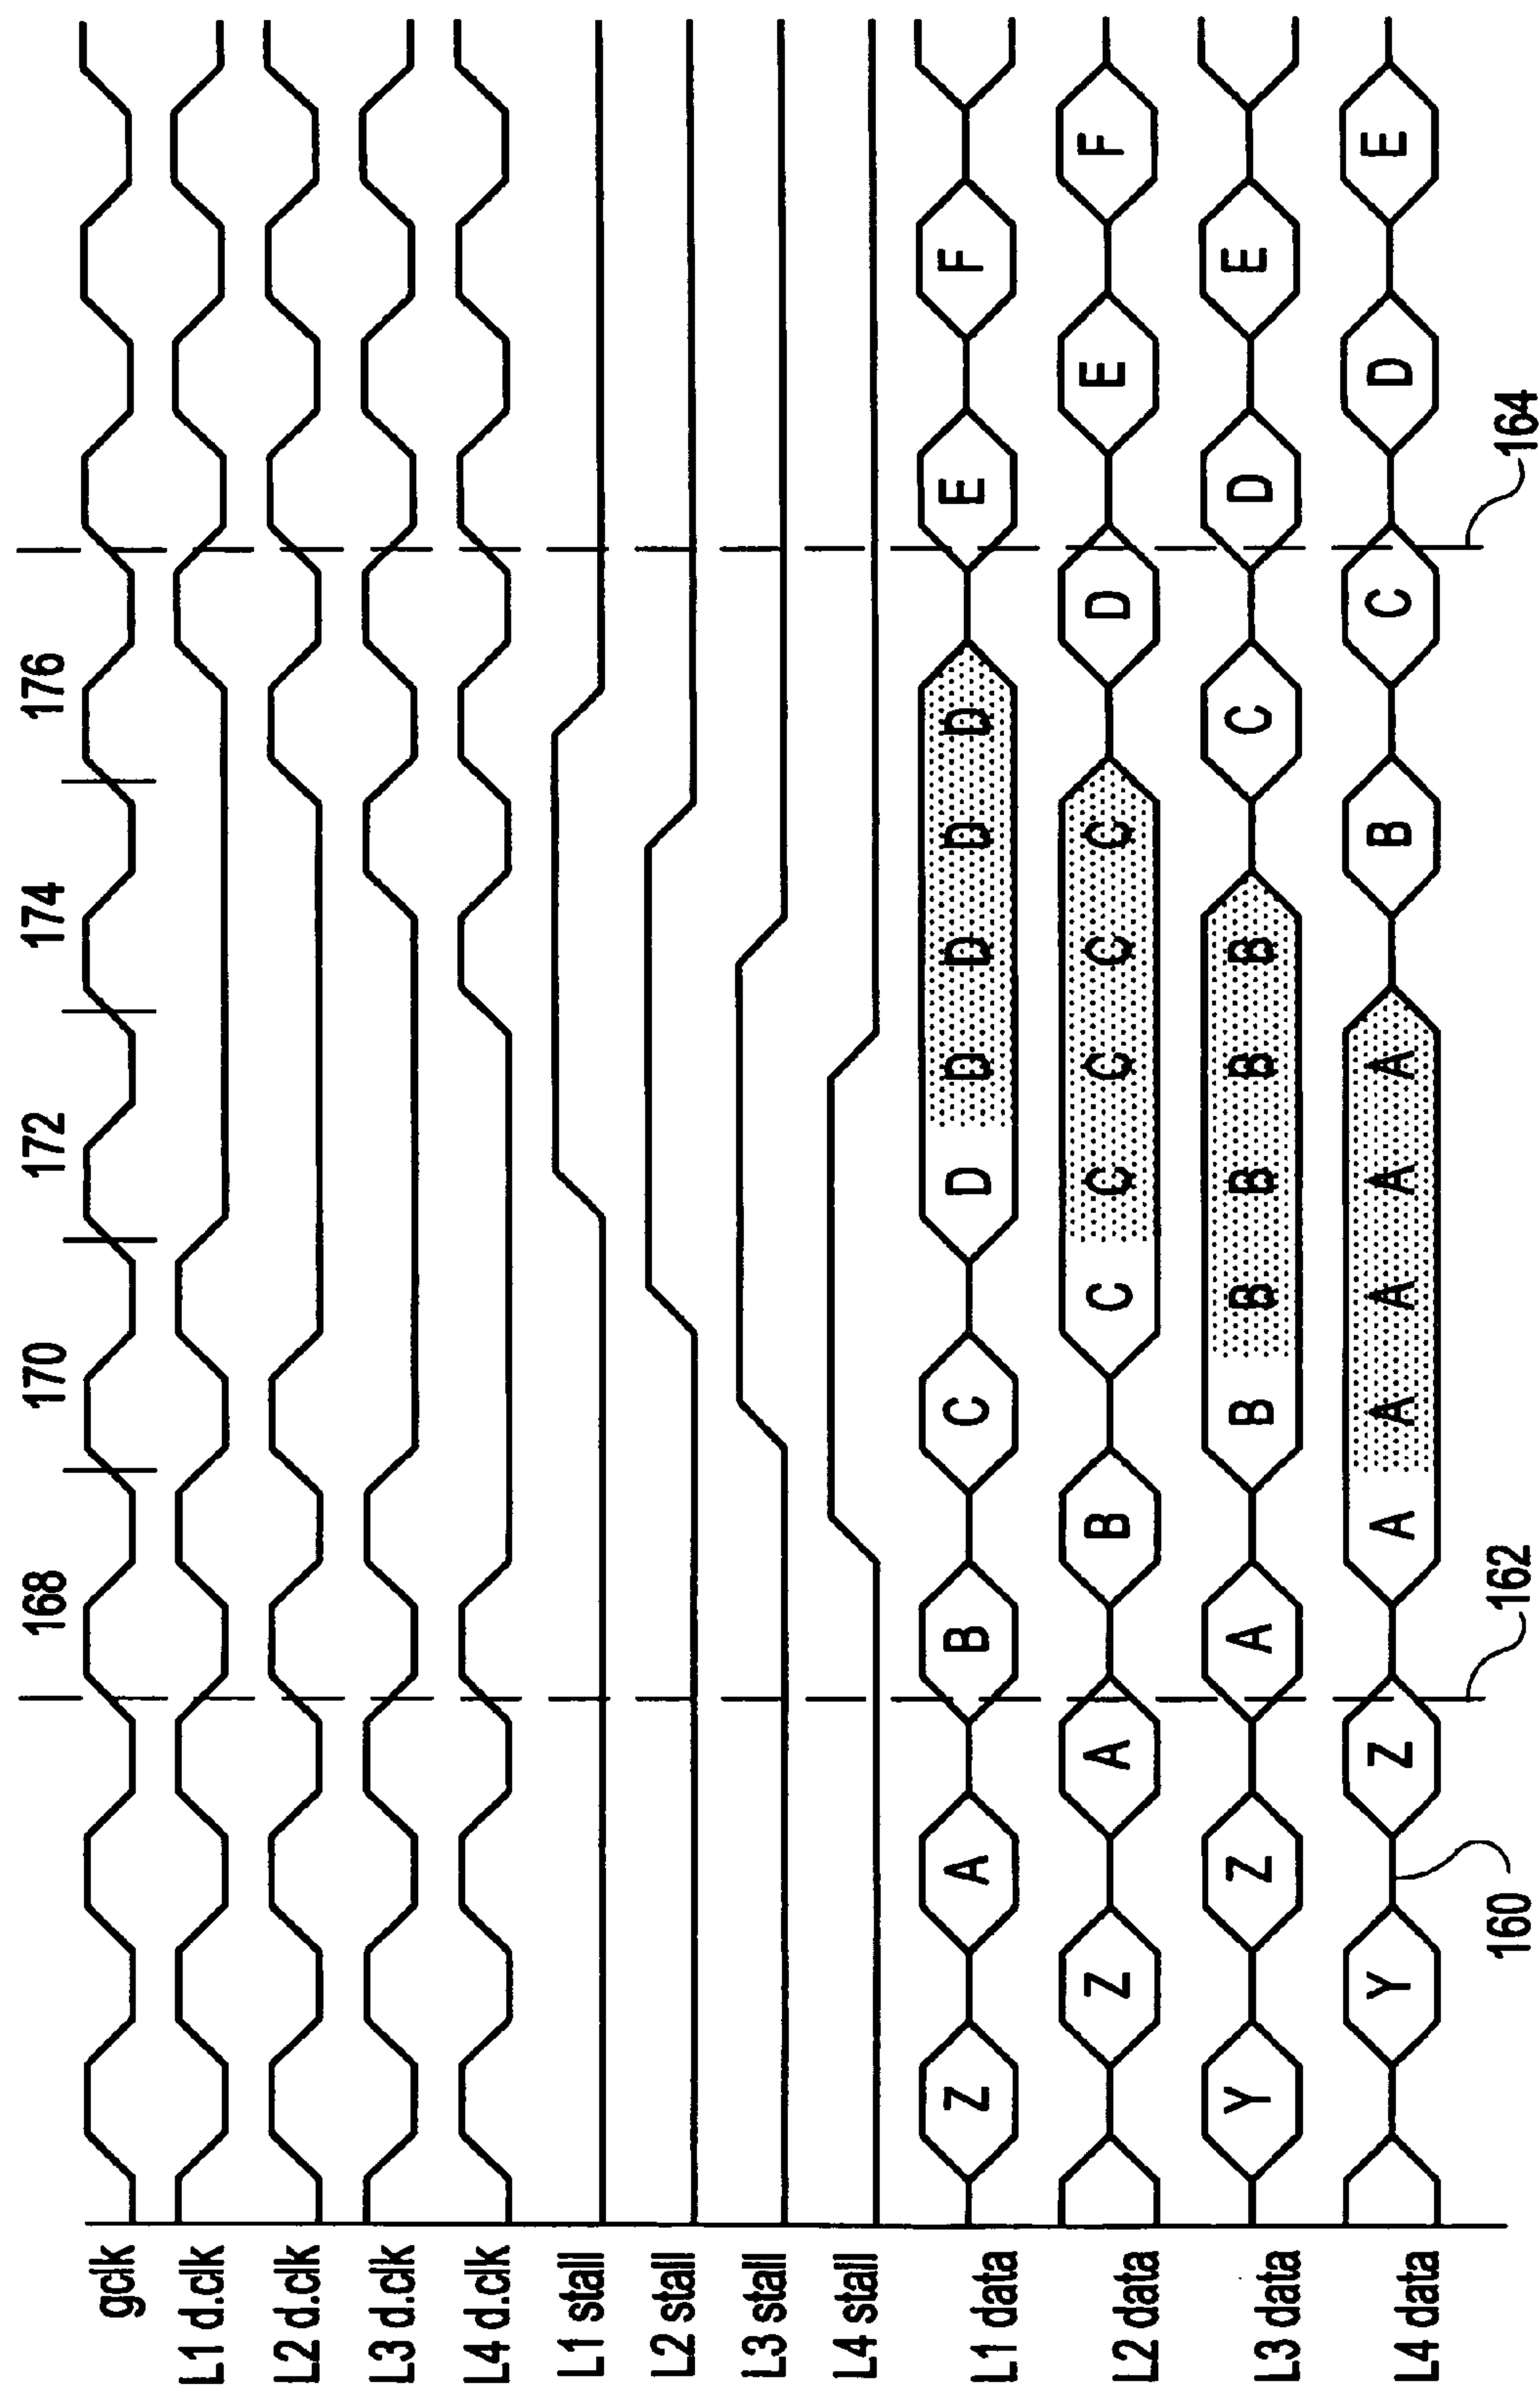 168 170 172 174 176
gclk
L1 d.clk
L2 d.clk
L3 d.clk
L4 d.clk
L1 stall
L2 stall
L3 stall
L4 stall
L1 data Z A B C D D D D D E F
L2 data Z A B C C C C C D E F
L3 data Y Z A B B B B B C D E
L4 data Y Z A A A A A B C D E
160 162 164